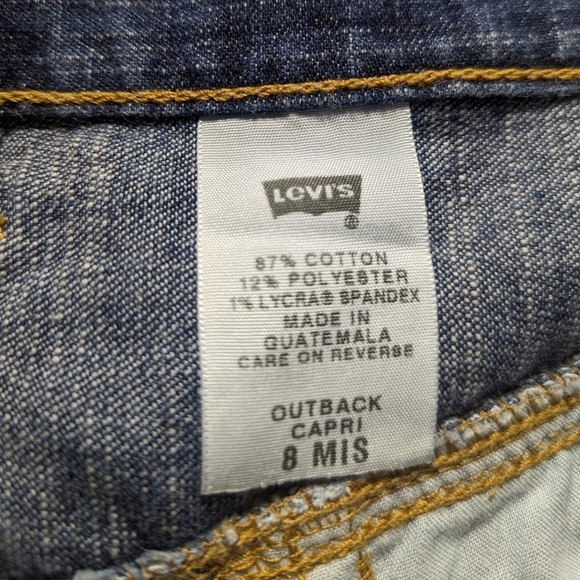 Levi's
®
87% COTTON
12% POLYESTER
1% LYCRA® SPANDEX
MADE IN
GUATEMALA
CARE ON REVERSE
OUTBACK
CAPRI
8 MIS